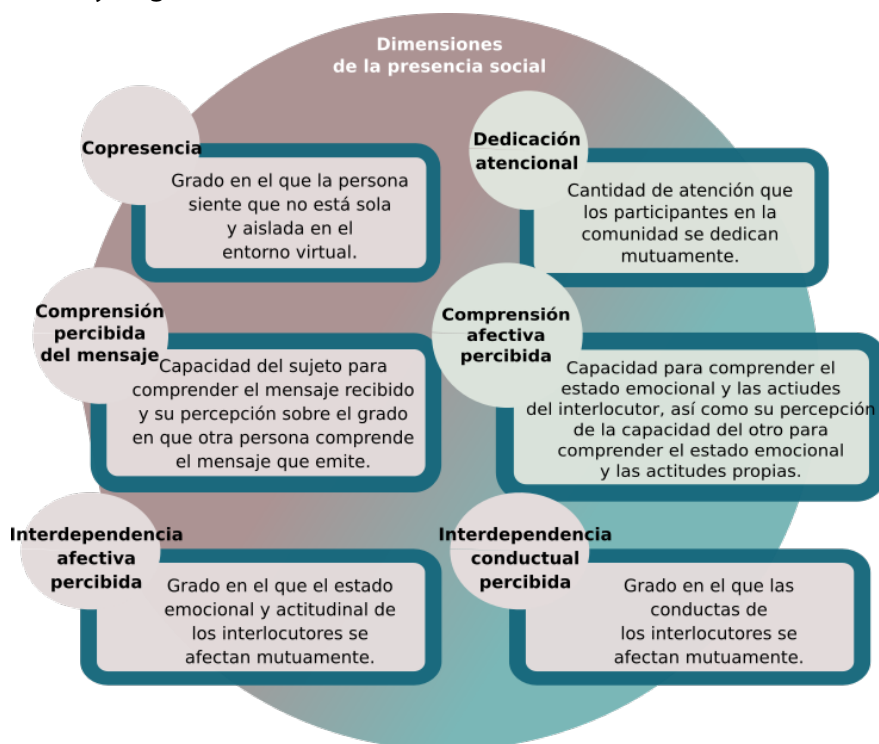 Dimensiones
de la presencia social
Copresencia
Grado en el que la persona
siente que no está sola
y aislada en el
entorno virtual.
Dedicación
atencional
Cantidad de atención que
los participantes en la
comunidad se dedican
mutuamente.
Comprensión
percibida
del mensaje
Capacidad del sujeto para
comprender el mensaje recibido
y su percepción sobre el grado
en que otra persona comprende
el mensaje que emite.
Comprensión
afectiva
percibida
Capacidad para comprender el
estado emocional y las actiudes
del interlocutor, así como su percepción
de la capacidad del otro para
comprender el estado emocional
y las actitudes propias.
Interdependencia
afectiva
percibida
Grado en el que el estado
emocional y actitudinal de
los interlocutores se
afectan mutuamente.
Interdependencia
conductual
percibida
Grado en el que las
conductas de
los interlocutores se
afectan mutuamente.